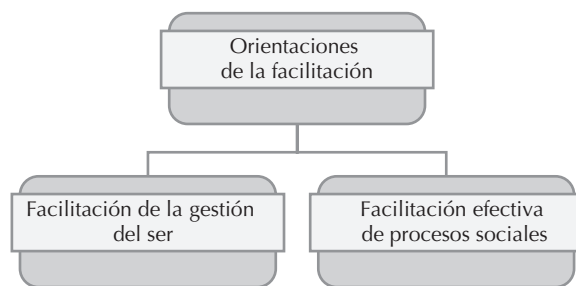 Orientaciones
de la facilitación
Facilitación de la gestión
del ser
Facilitación efectiva
de procesos sociales